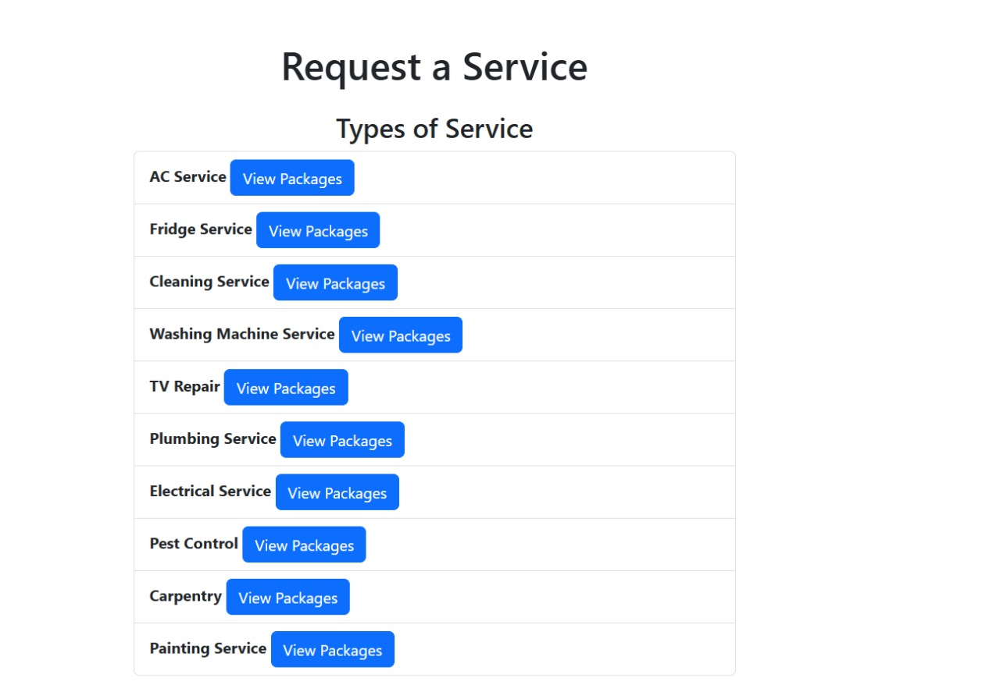 Request a Service
Types of Service
AC Service View Packages
Fridge Service View Packages
Cleaning Service View Packages
Washing Machine Service View Packages
TV Repair View Packages
Plumbing Service View Packages
Electrical Service View Packages
Pest Control View Packages
Carpentry View Packages
Painting Service View Packages